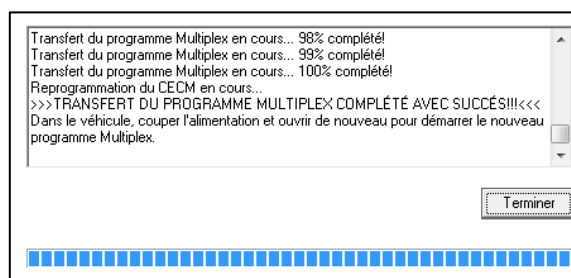 Transfert du programme Multiplex en cours... 98% complété!
Transfert du programme Multiplex en cours... 99% complété!
Transfert du programme Multiplex en cours... 100% complété!
Reprogrammation du CECM en cours...
>>>TRANSFERT DU PROGRAMME MULTIPLEX COMPLÉTÉ AVEC SUCCÉS!!!<<<
Dans le véhicule, couper l'alimentation et ouvrir de nouveau pour démarrer le nouveau
programme Multiplex.
Terminer